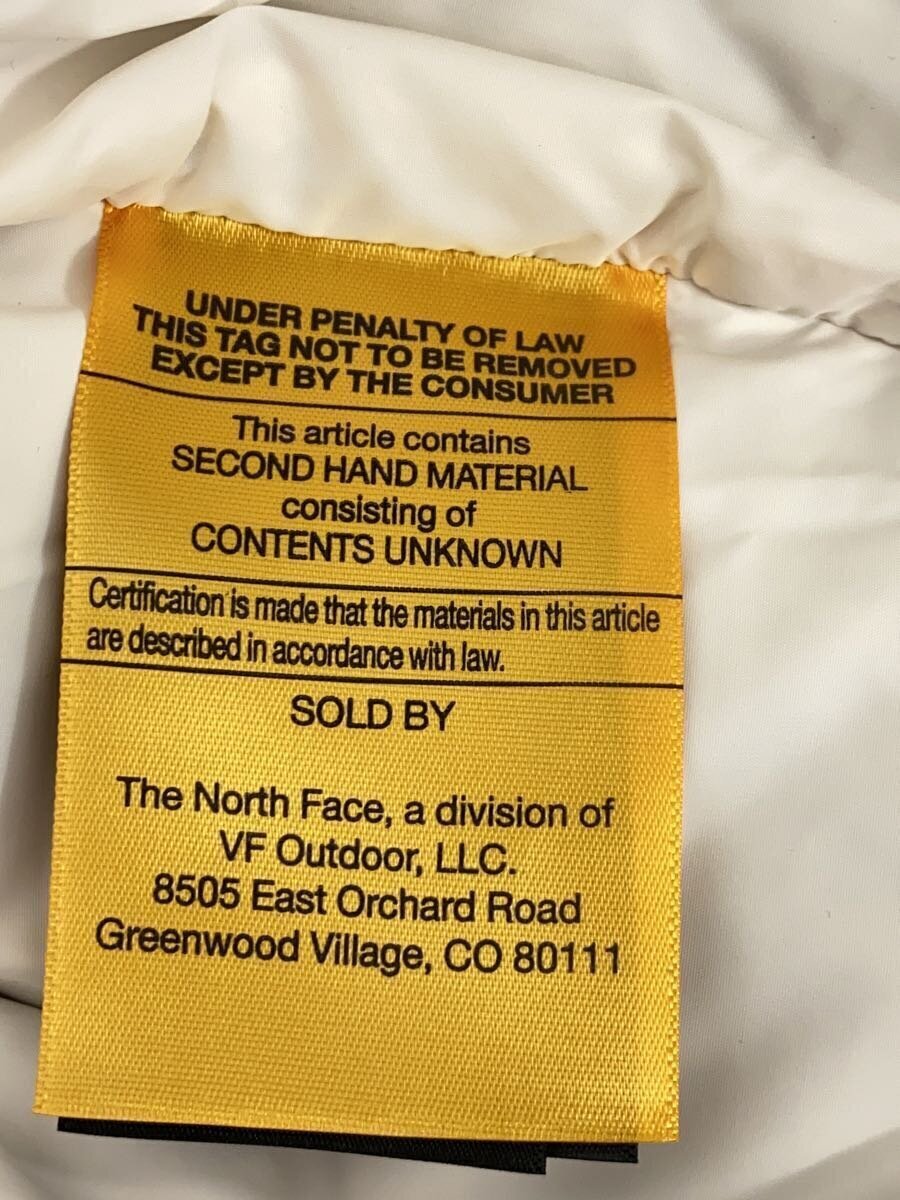 UNDER PENALTY OF LAW
THIS TAG NOT TO BE REMOVED
EXCEPT BY THE CONSUMER
This article contains
SECOND HAND MATERIAL
consisting of
CONTENTS UNKNOWN
Certification is made that the materials in this article
are described in accordance with law.
SOLD BY
The North Face, a division of
VF Outdoor, LLC.
8505 East Orchard Road
Greenwood Village, CO 80111